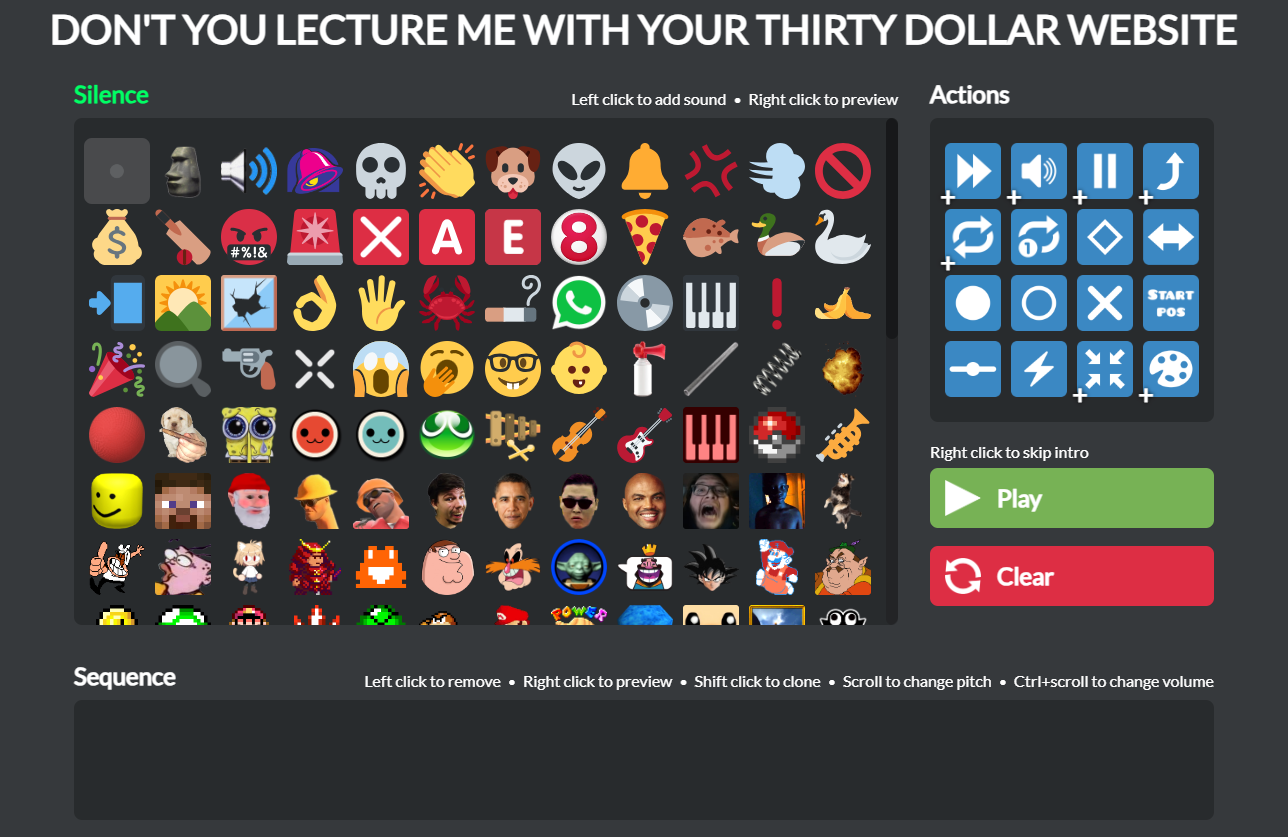 DON'T YOU LECTURE ME WITH YOUR THIRTY DOLLAR WEBSITE
Silence
Left click to add sound • Right click to preview
Actions
$
#%!&
A
E
8
1
START
POS
Right click to skip intro
Play
Clear
POWER
Sequence
Left click to remove • Right click to preview • Shift click to clone • Scroll to change pitch • Ctrl+scroll to change volume